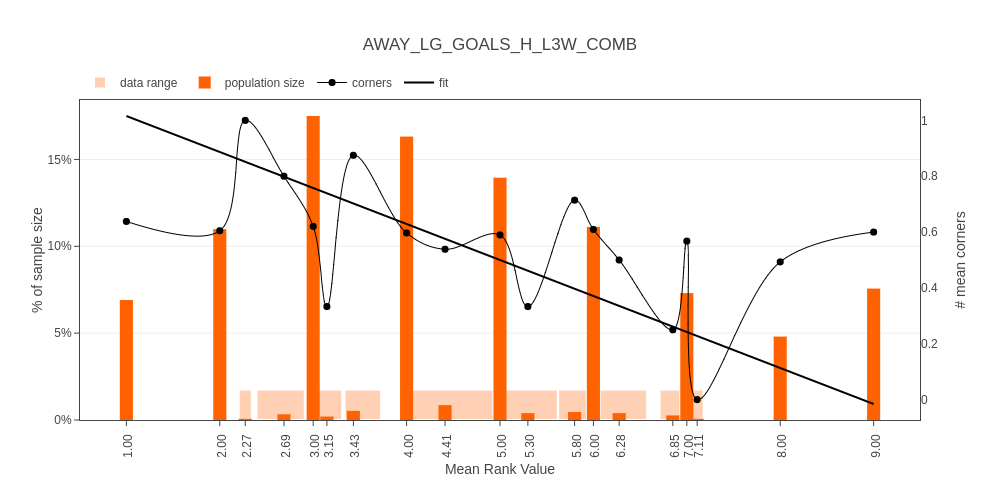 AWAY_LG_GOALS_H_L3W_COMB
data range population size corners fit
15%
10%
5%
0%
% of sample size
1
0.8
0.6
0.4
0.2
0
# mean corners
1.00 2.00 2.27 2.69 3.00 3.15 3.43 4.00 4.41 5.00 5.30 5.80 6.00 6.28 6.85 7.00 7.11 8.00 9.00
Mean Rank Value